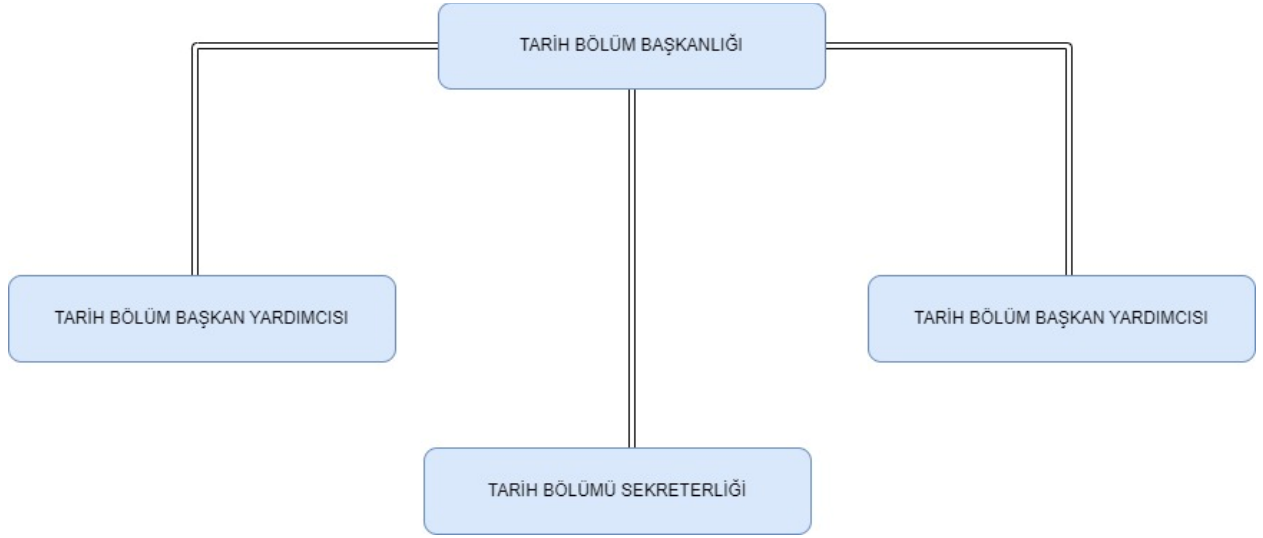 TARİH BÖLÜM BAŞKANLIĞI
TARİH BÖLÜM BAŞKAN YARDIMCISI
TARİH BÖLÜM BAŞKAN YARDIMCISI
TARİH BÖLÜMÜ SEKRETERLİĞİ